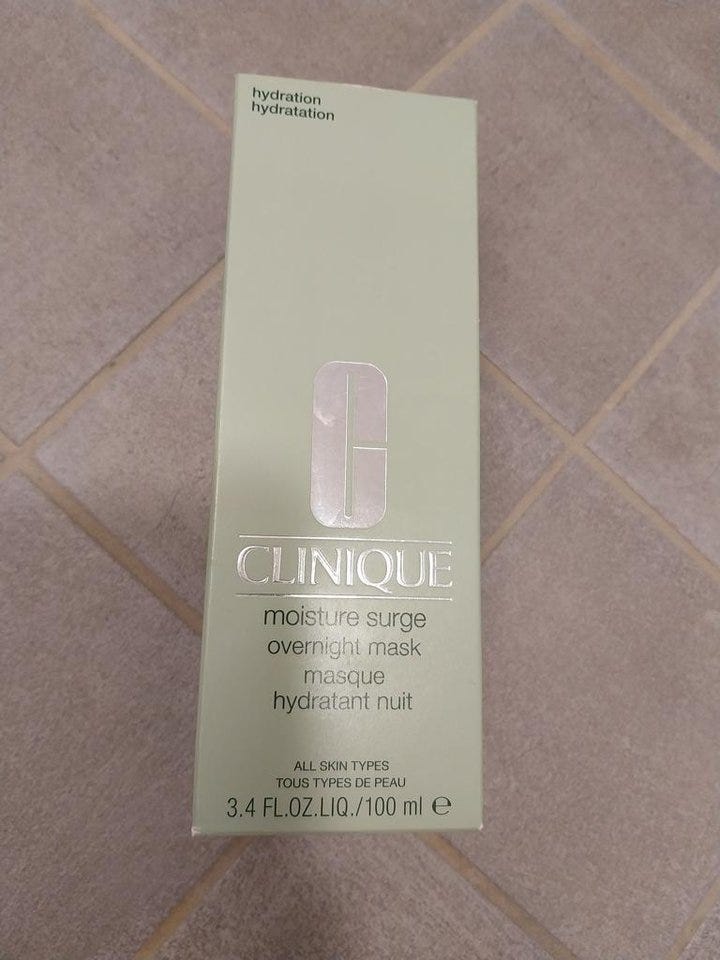 hydration
hydratation
CLINIQUE
moisture surge
overnight mask
masque
hydratant nuit
ALL SKIN TYPES
TOUS TYPES DE PEAU
3.4 FL.OZ.LIQ./100 ml ℮